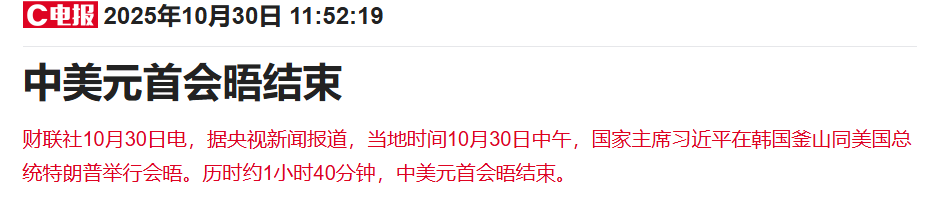 C电报 2025年10月30日 11:52:19
中美元首会晤结束
财联社10月30日电，据央视新闻报道，当地时间10月30日中午，国家主席习近平在韩国釜山同美国总
统特朗普举行会晤。历时约1小时40分钟，中美元首会晤结束。